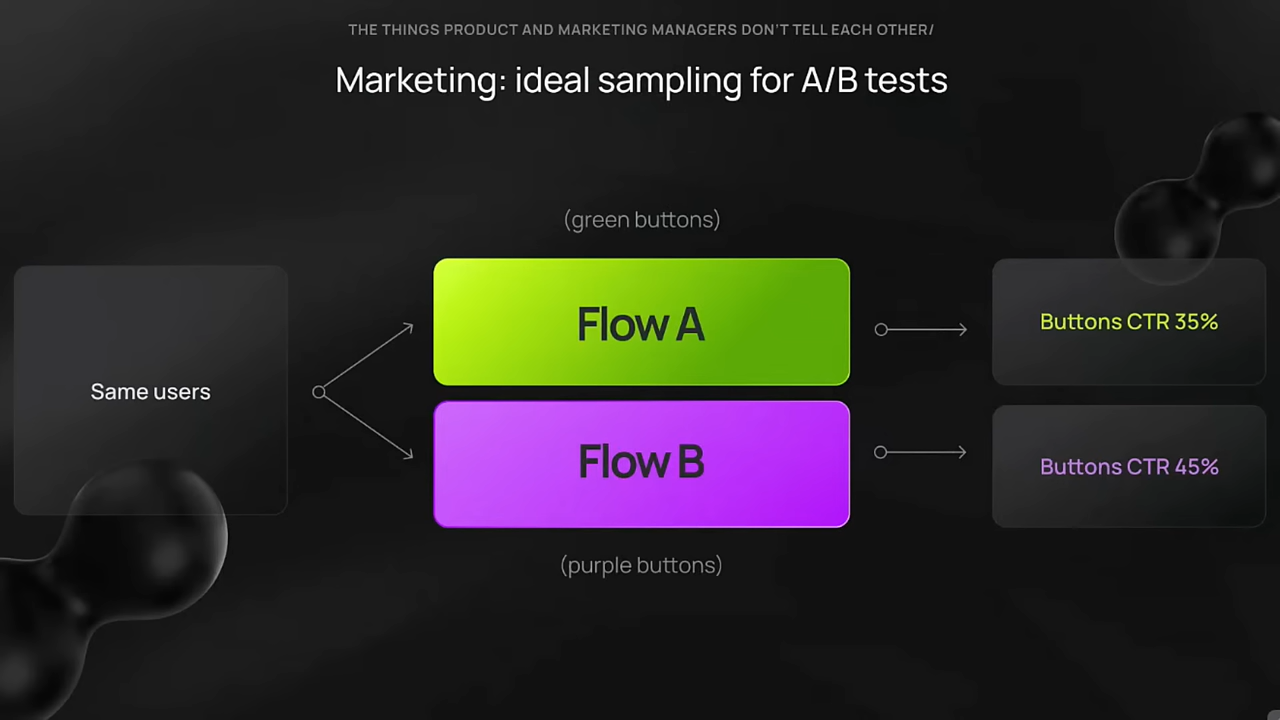 THE THINGS PRODUCT AND MARKETING MANAGERS DON'T TELL EACH OTHER/
Marketing: ideal sampling for A/B tests
(green buttons)
Same users
Flow A
Buttons CTR 35%
Flow B
Buttons CTR 45%
(purple buttons)